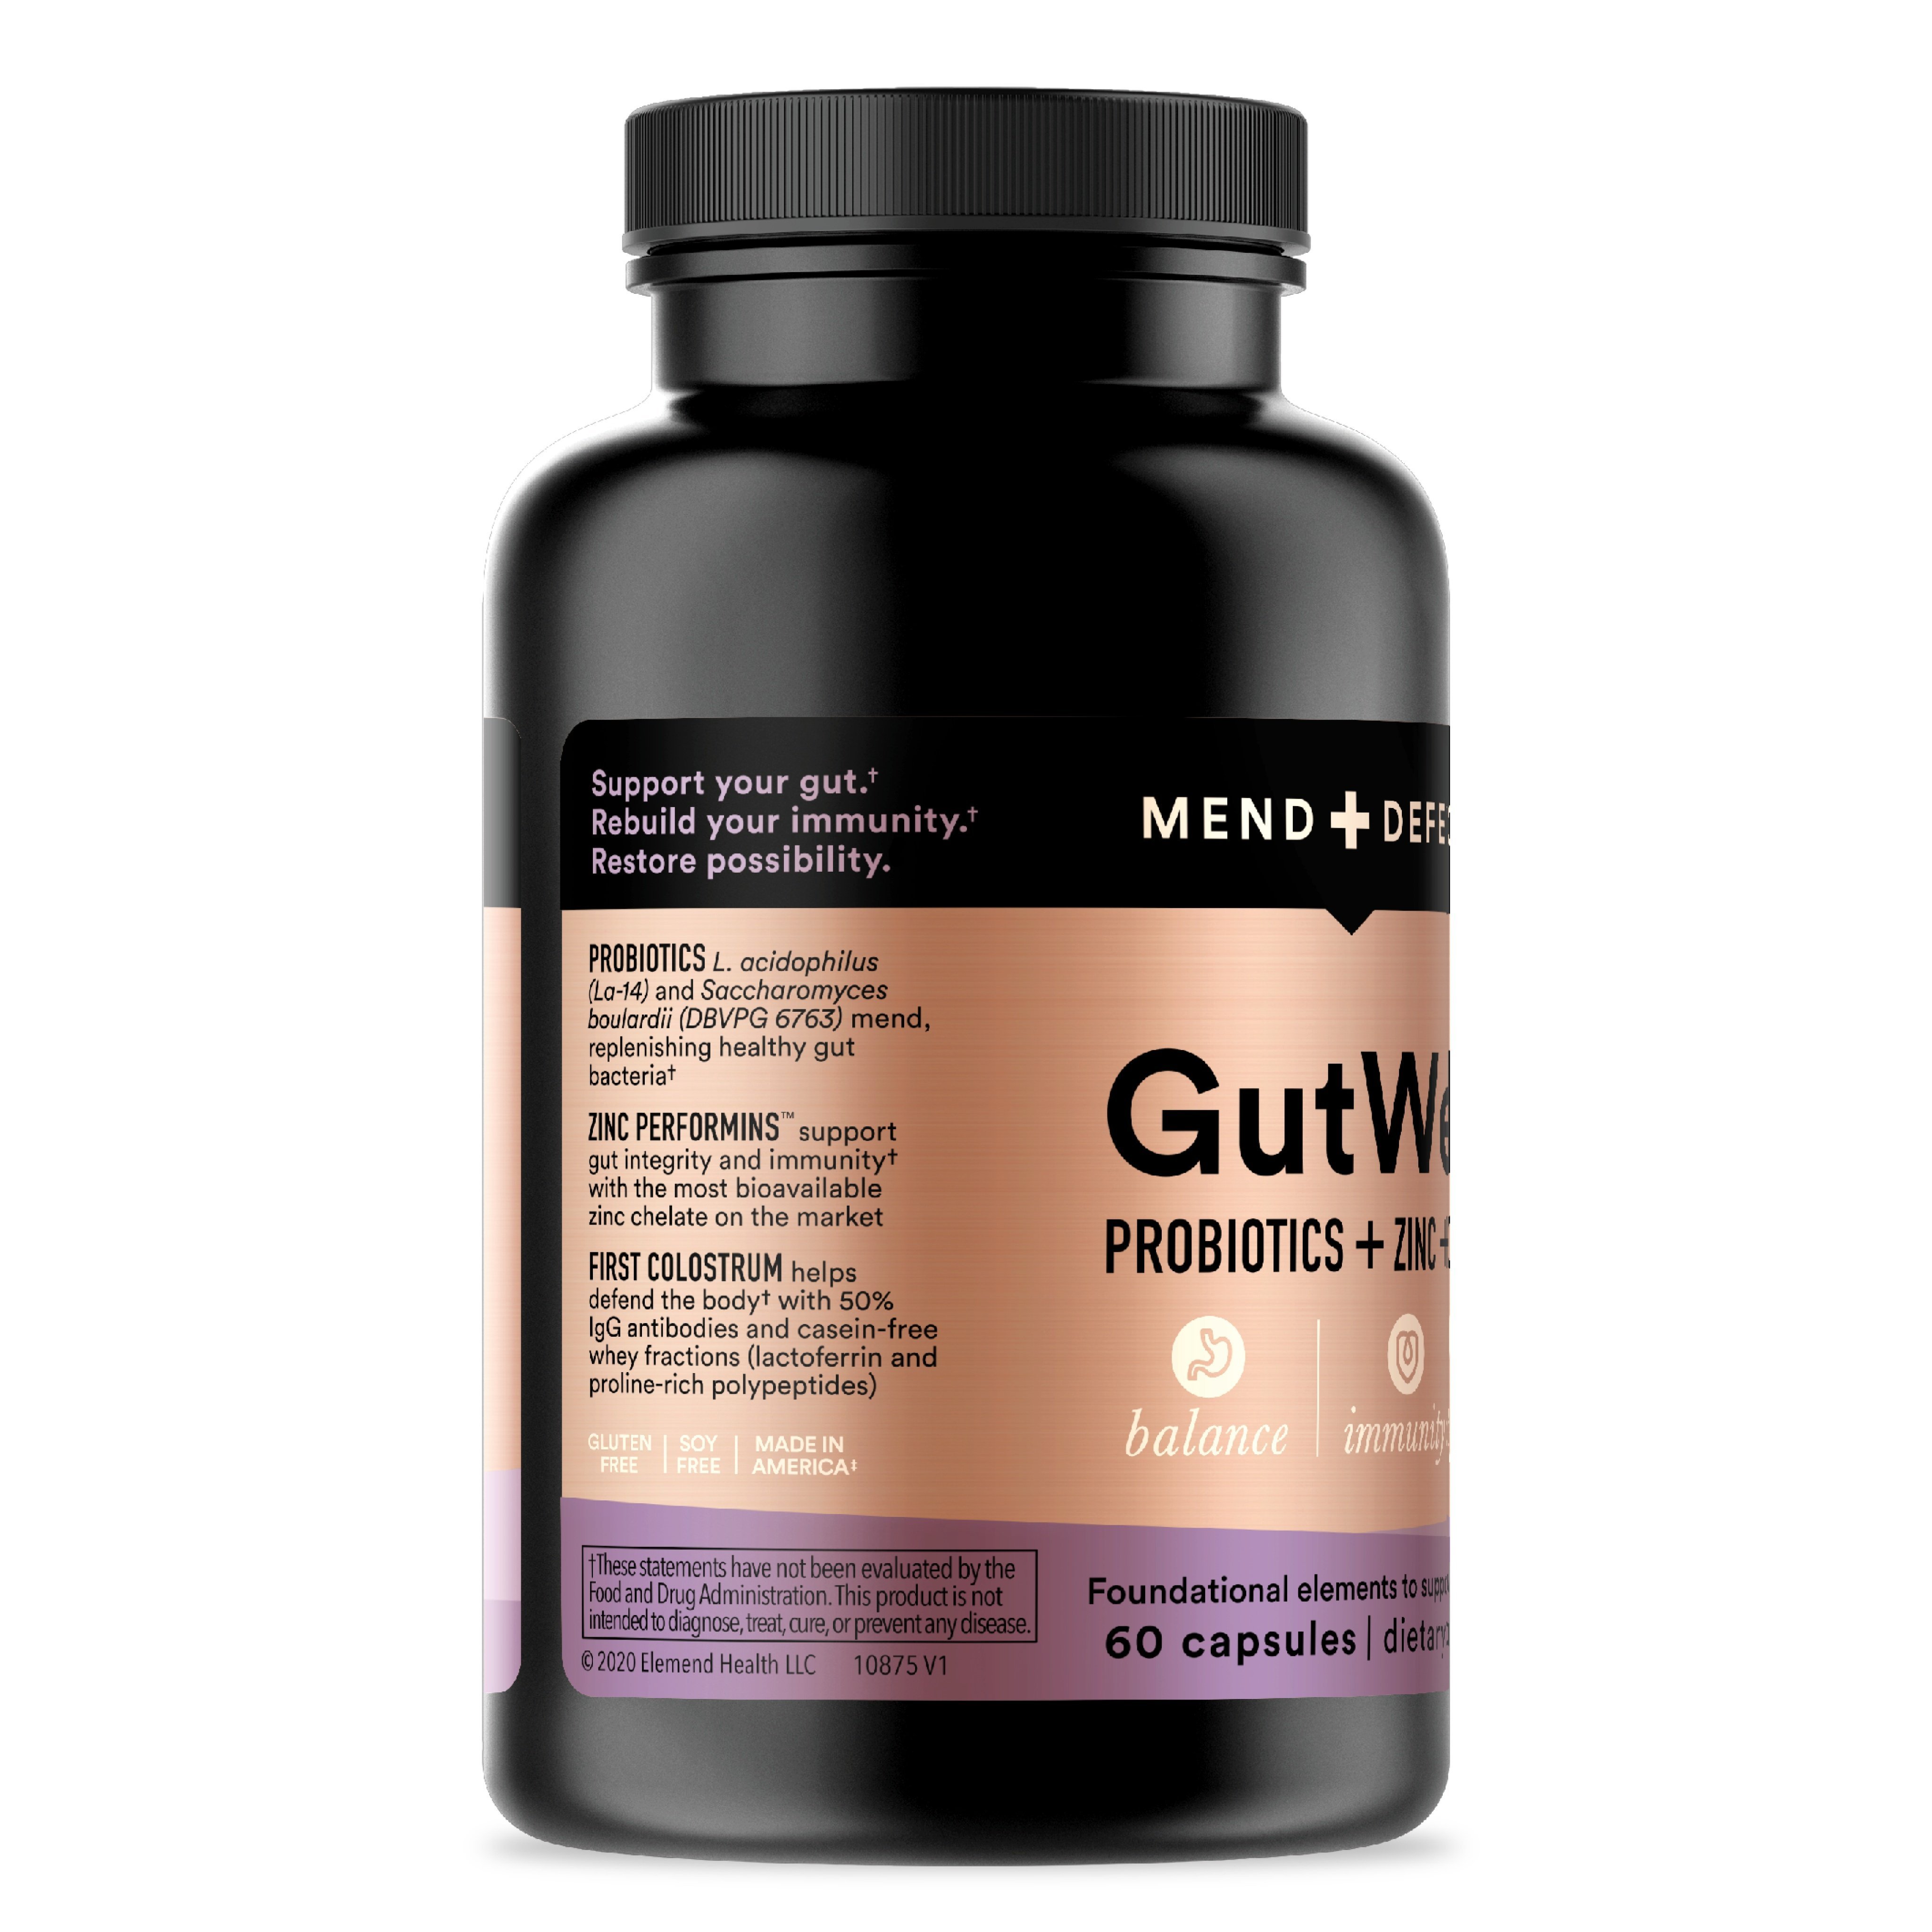 Support your gut.†
Rebuild your immunity.†
Restore possibility.
PROBIOTICS L. acidophilus
(La-14) and Saccharomyces
boulardii (DBVPG 6763) mend,
replenishing healthy gut
bacteria†
ZINC PERFORMINS™ support
gut integrity and immunity†
with the most bioavailable
zinc chelate on the market
FIRST COLOSTRUM helps
defend the body† with 50%
IgG antibodies and casein-free
whey fractions (lactoferrin and
proline-rich polypeptides)
GLUTEN FREE | SOY FREE | MADE IN AMERICA‡
†These statements have not been evaluated by the
Food and Drug Administration. This product is not
intended to diagnose, treat, cure, or prevent any disease.
© 2020 Elemend Health LLC 10875 V1
MEND +
PROBIOTICS + ZINC
balance | immunity
Foundational elements to
60 capsules |